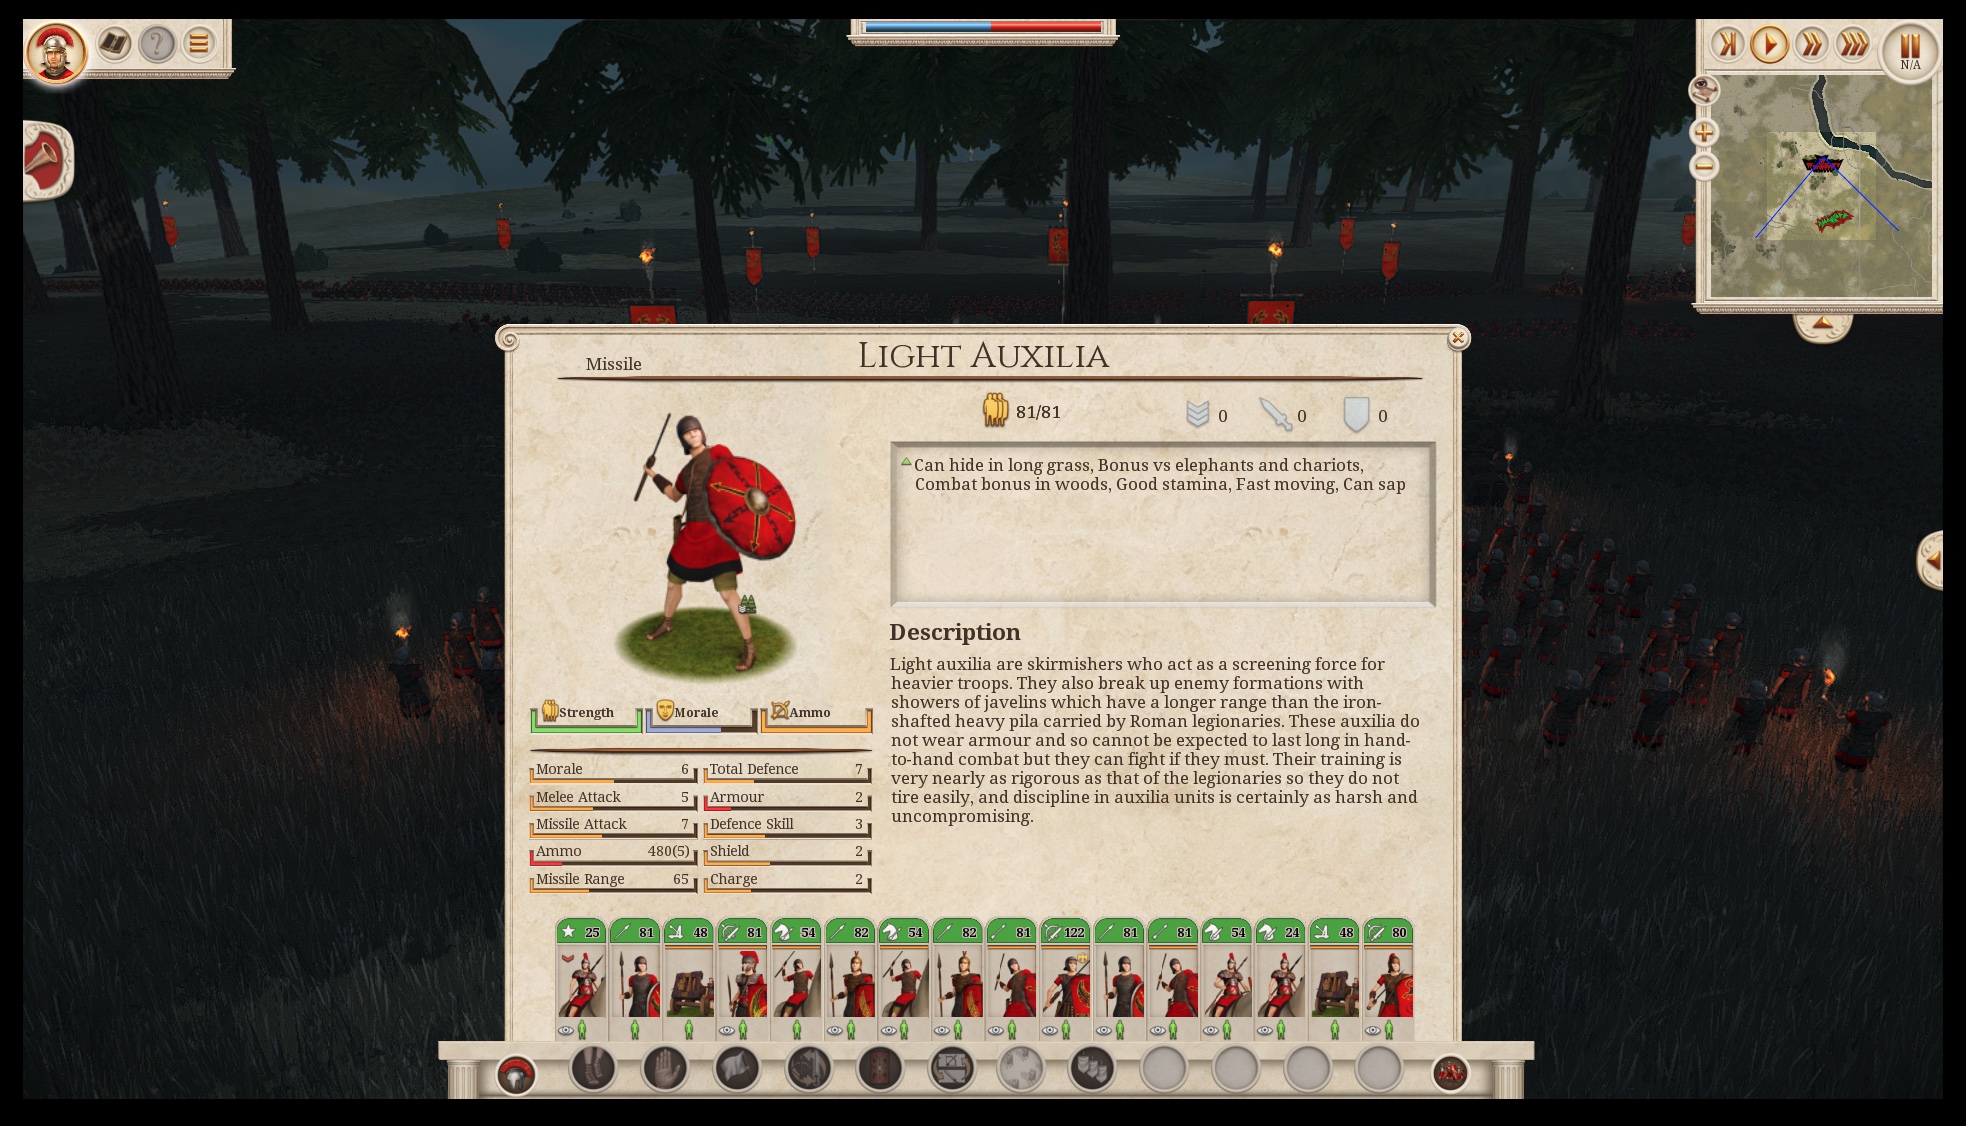 N/A
Missile
LIGHT AUXILIA
81/81
0
0
0
Can hide in long grass, Bonus vs elephants and chariots,
Combat bonus in woods, Good stamina, Fast moving, Can sap
Description
Light auxilia are skirmishers who act as a screening force for
heavier troops. They also break up enemy formations with
showers of javelins which have a longer range than the iron-
shafted heavy pila carried by Roman legionaries. These auxilia do
not wear armour and so cannot be expected to last long in hand-
to-hand combat but they can fight if they must. Their training is
very nearly as rigorous as that of the legionaries so they do not
tire easily, and discipline in auxilia units is certainly as harsh and
uncompromising.
Strength Morale Ammo
Morale 6 Total Defence 7
Melee Attack 5 Armour 2
Missile Attack 7 Defence Skill 3
Ammo 480(5) Shield 2
Missile Range 65 Charge 2
25 81 48 81 54 82 54 82 81 122 81 81 54 24 48 80